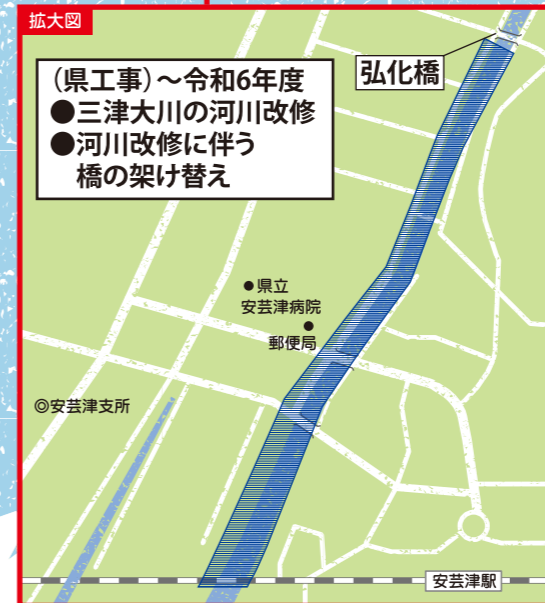 拡大図
(県工事)～令和6年度
●三津大川の河川改修
●河川改修に伴う
橋の架け替え
弘化橋
●県立
安芸津病院
●
郵便局
◎安芸津支所
安芸津駅